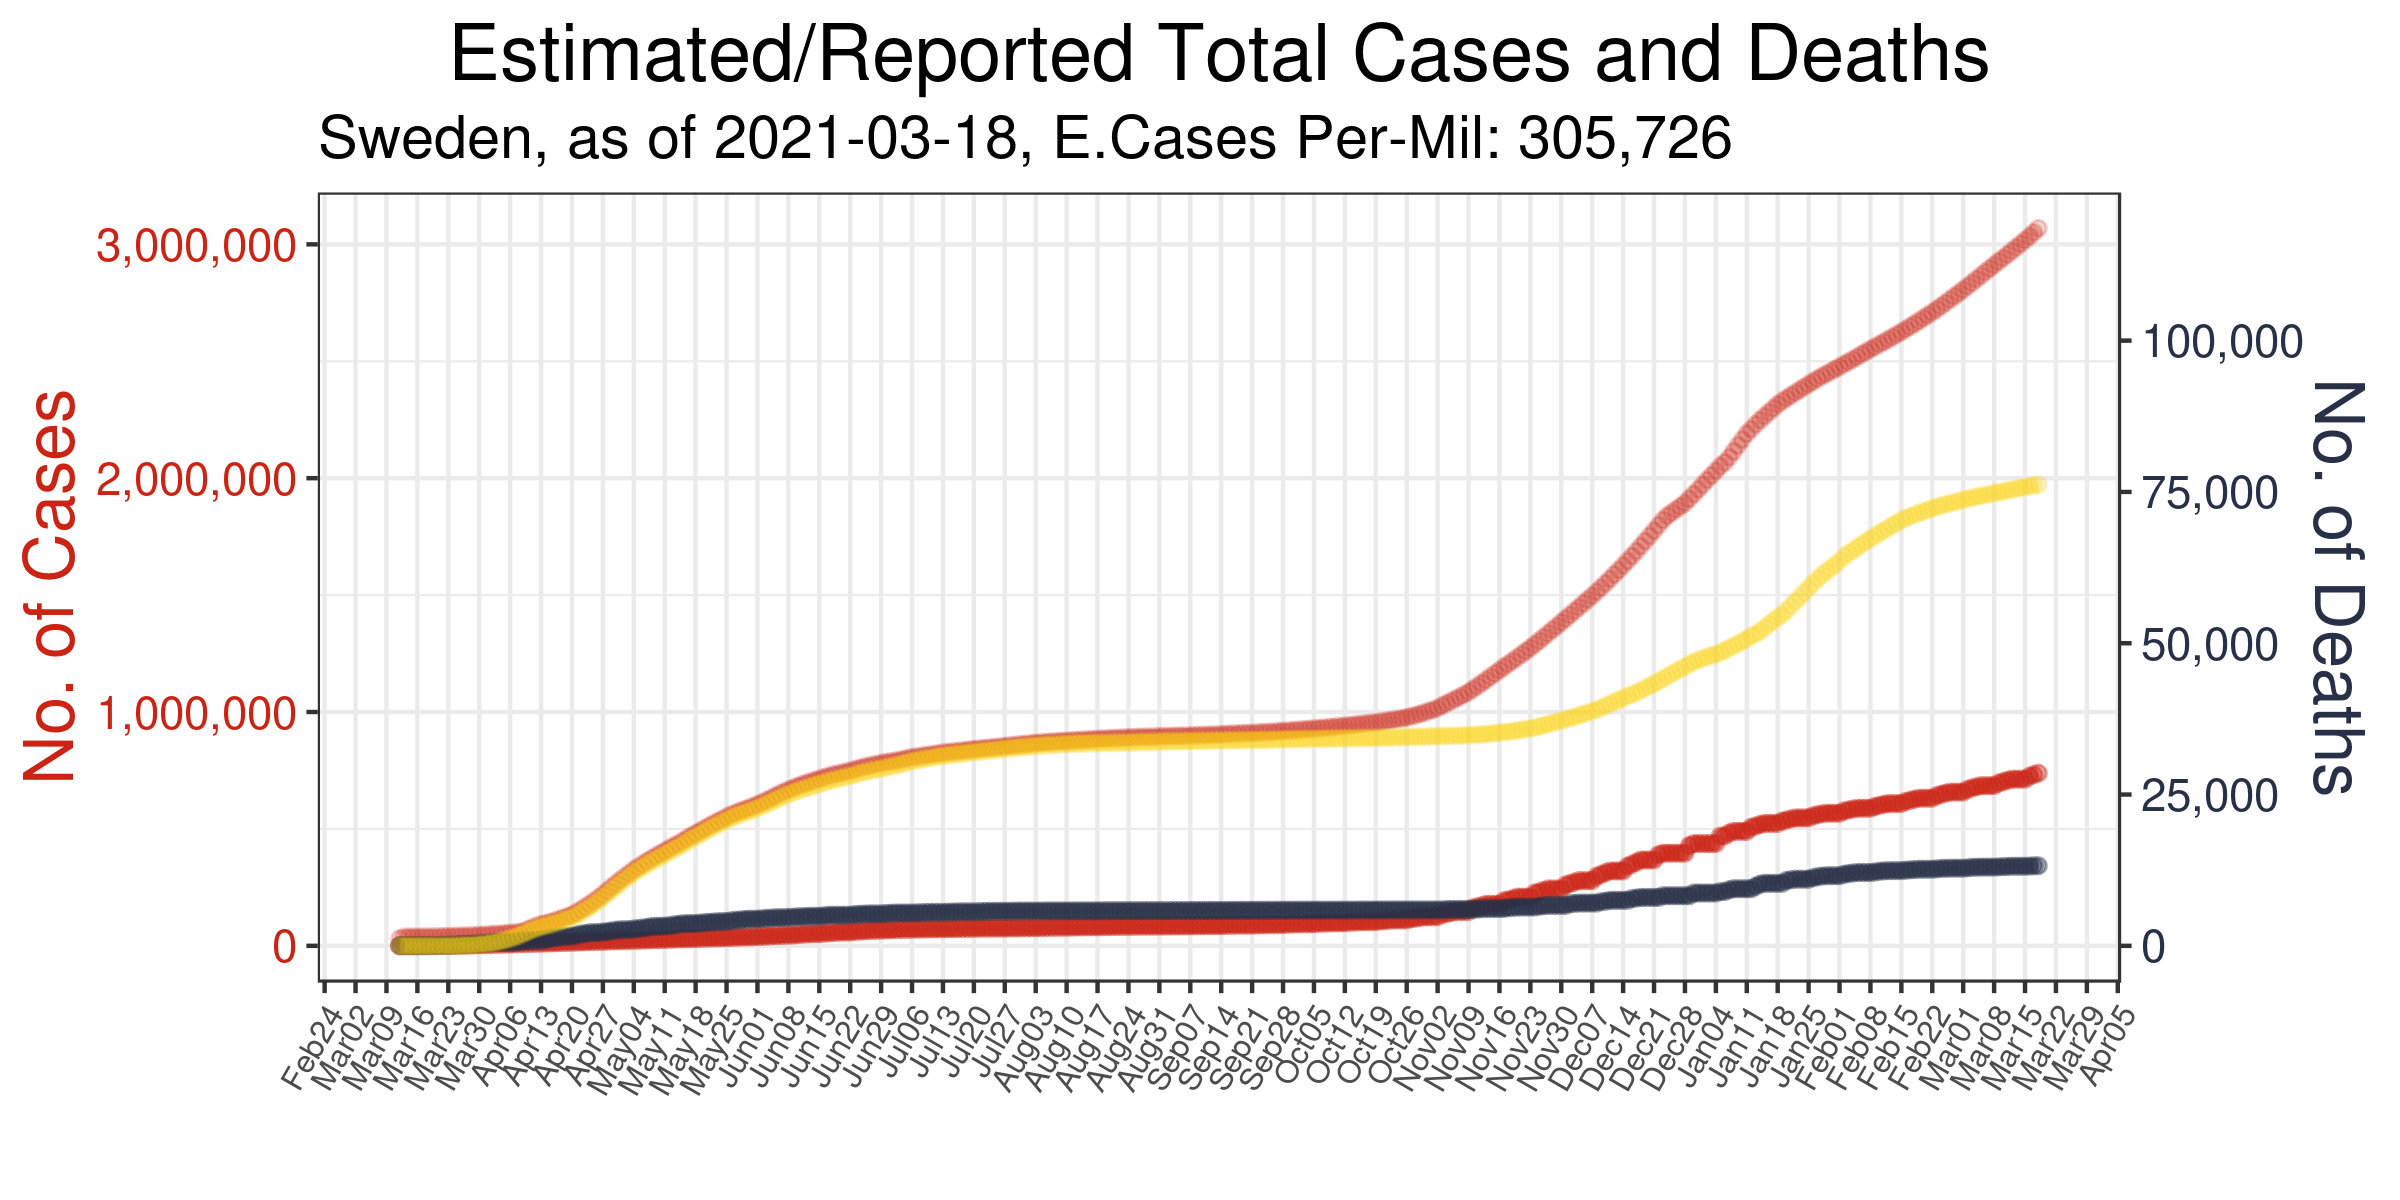 Estimated/Reported Total Cases and Deaths
Sweden, as of 2021-03-18, E.Cases Per-Mil: 305,726
No. of Cases
3,000,000
2,000,000
1,000,000
0
100,000
75,000
50,000
25,000
0
No. of Deaths
Feb24
Mar02
Mar09
Mar16
Mar23
Mar30
Apr06
Apr13
Apr20
Apr27
May04
May11
May18
May25
Jun01
Jun08
Jun15
Jun22
Jun29
Jul06
Jul13
Jul20
Jul27
Aug03
Aug10
Aug17
Aug24
Aug31
Sep07
Sep14
Sep21
Sep28
Oct05
Oct12
Oct19
Oct26
Nov02
Nov09
Nov16
Nov23
Nov30
Dec07
Dec14
Dec21
Dec28
Jan04
Jan11
Jan18
Jan25
Feb01
Feb08
Feb15
Feb22
Mar01
Mar08
Mar15
Mar22
Mar29
Apr05